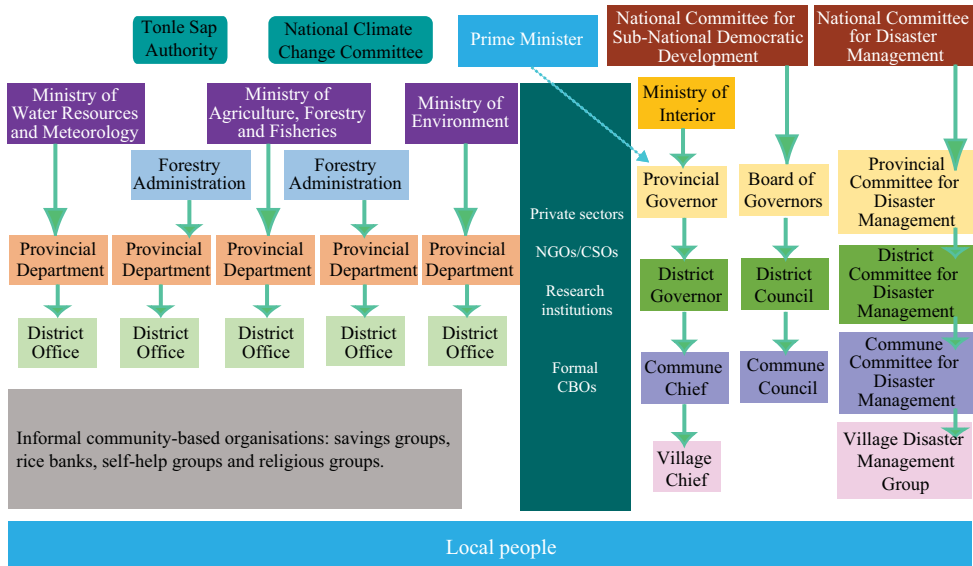 Tonle Sap
Authority
National Climate
Change Committee
Prime Minister
National Committee for
Sub-National Democratic
Development
National Committee
for Disaster
Management
Ministry of
Water Resources
and Meteorology
Ministry of
Agriculture, Forestry
and Fisheries
Ministry of
Environment
Ministry of
Interior
Forestry
Administration
Forestry
Administration
Provincial
Governor
Board of
Governors
Provincial
Committee for
Disaster
Management
Private sectors
NGOs/CSOs
Research
institutions
Formal
CBOs
Provincial
Department
Provincial
Department
Provincial
Department
Provincial
Department
Provincial
Department
District
Governor
District
Council
District
Committee for
Disaster
Management
District
Office
District
Office
District
Office
District
Office
District
Office
Commune
Chief
Commune
Council
Commune
Committee for
Disaster
Management
Informal community-based organisations: savings groups,
rice banks, self-help groups and religious groups.
Village
Chief
Village Disaster
Management
Group
Local people